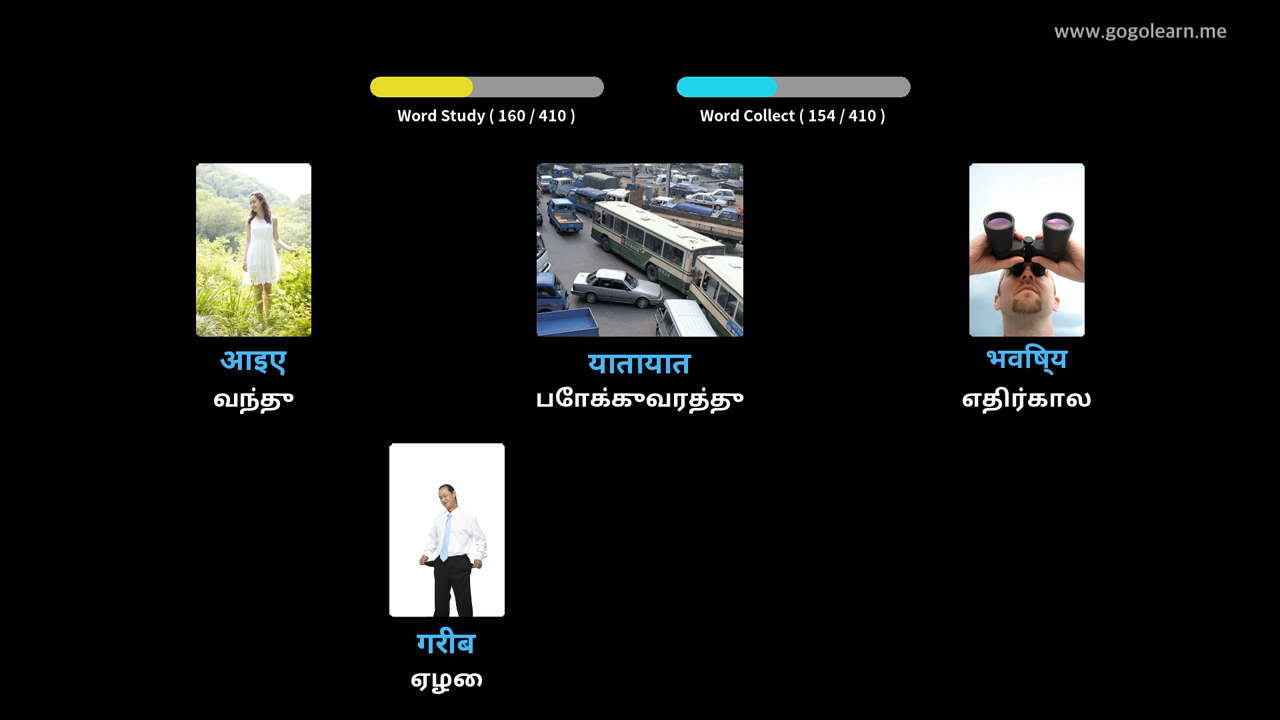 www.gogolearn.me
Word Study ( 160 / 410 )
Word Collect ( 154 / 410 )
आइए
வந்து
यातायात
போக்குவரத்து
भविष्य
எதிர்கால
गरीब
ஏழை